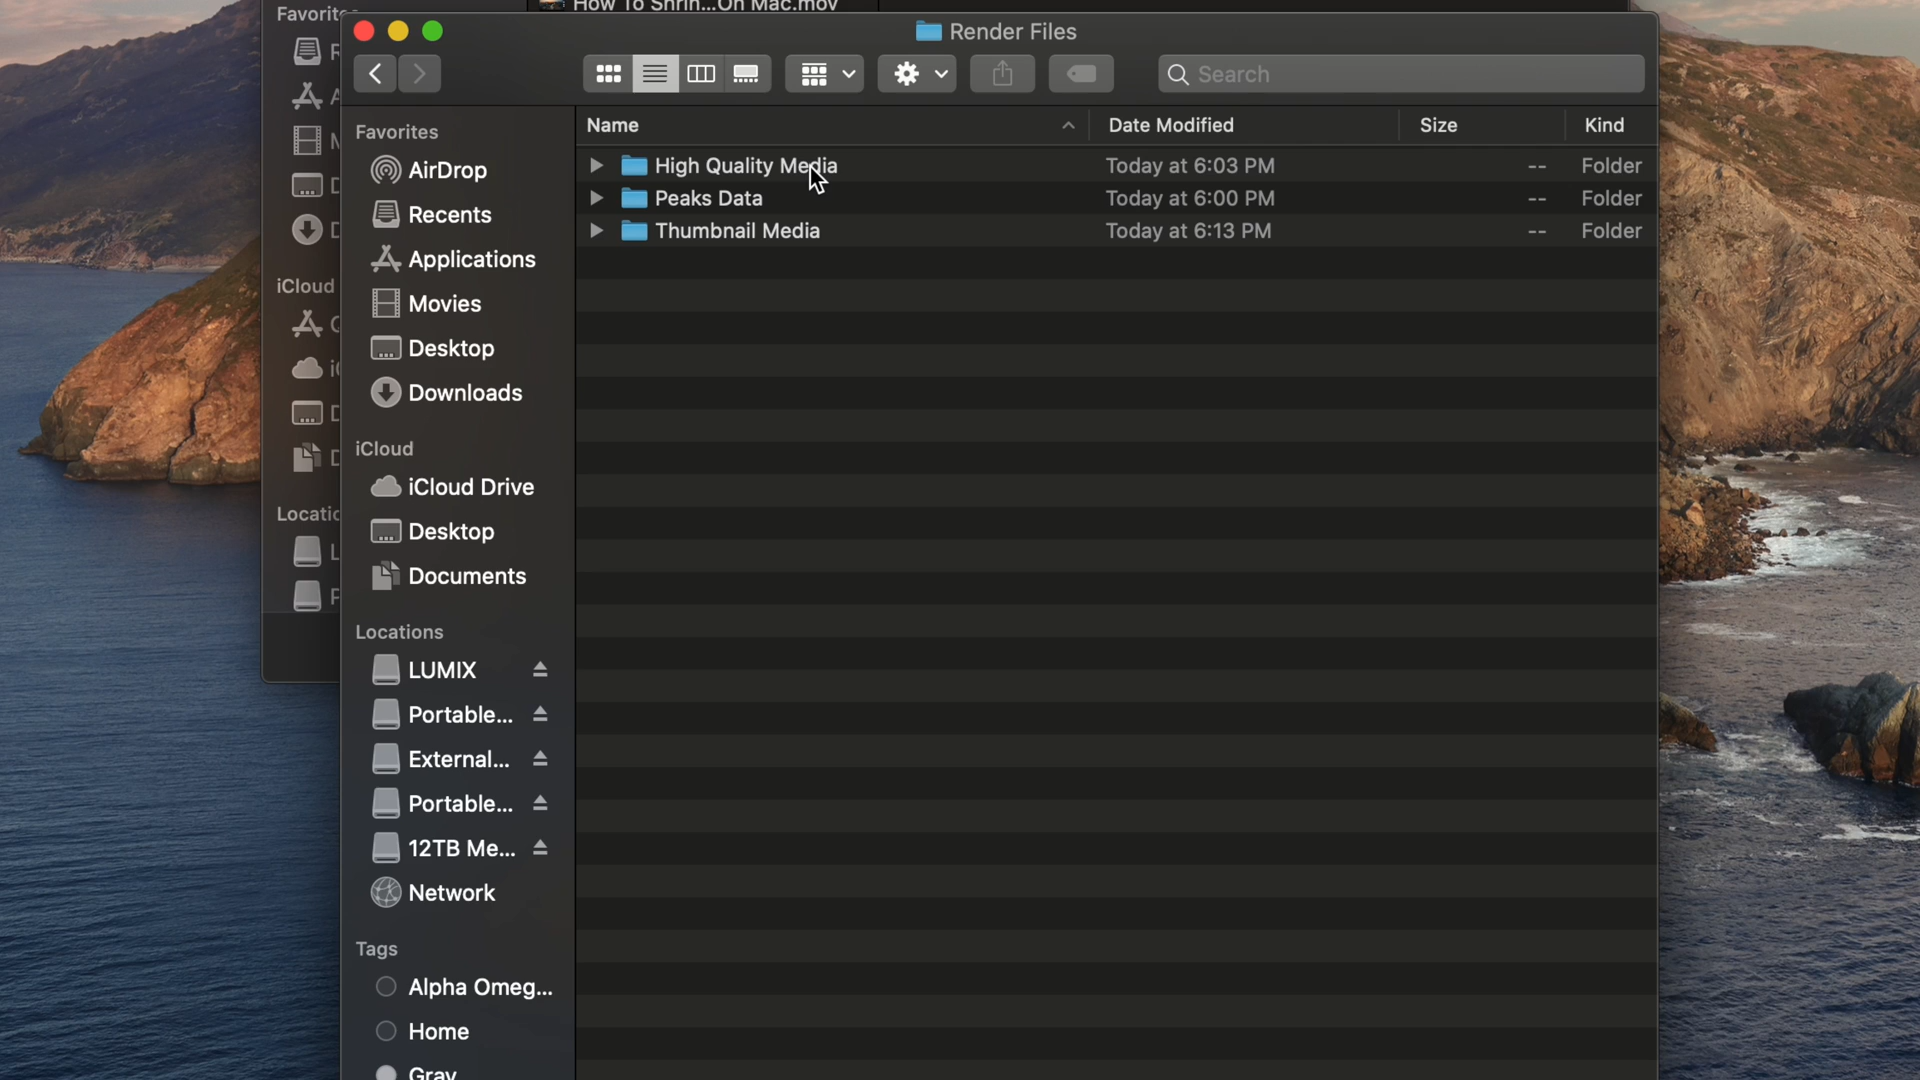 How To Shrin...On Mac.mov
Favorite
iCloud
Locatio
Render Files
Search
Favorites
AirDrop
Recents
Applications
Movies
Desktop
Downloads
iCloud
iCloud Drive
Desktop
Documents
Locations
LUMIX
Portable...
External...
Portable...
12TB Me...
Network
Tags
Alpha Omeg...
Home
Gray
Name Date Modified Size Kind
High Quality Media Today at 6:03 PM -- Folder
Peaks Data Today at 6:00 PM -- Folder
Thumbnail Media Today at 6:13 PM -- Folder